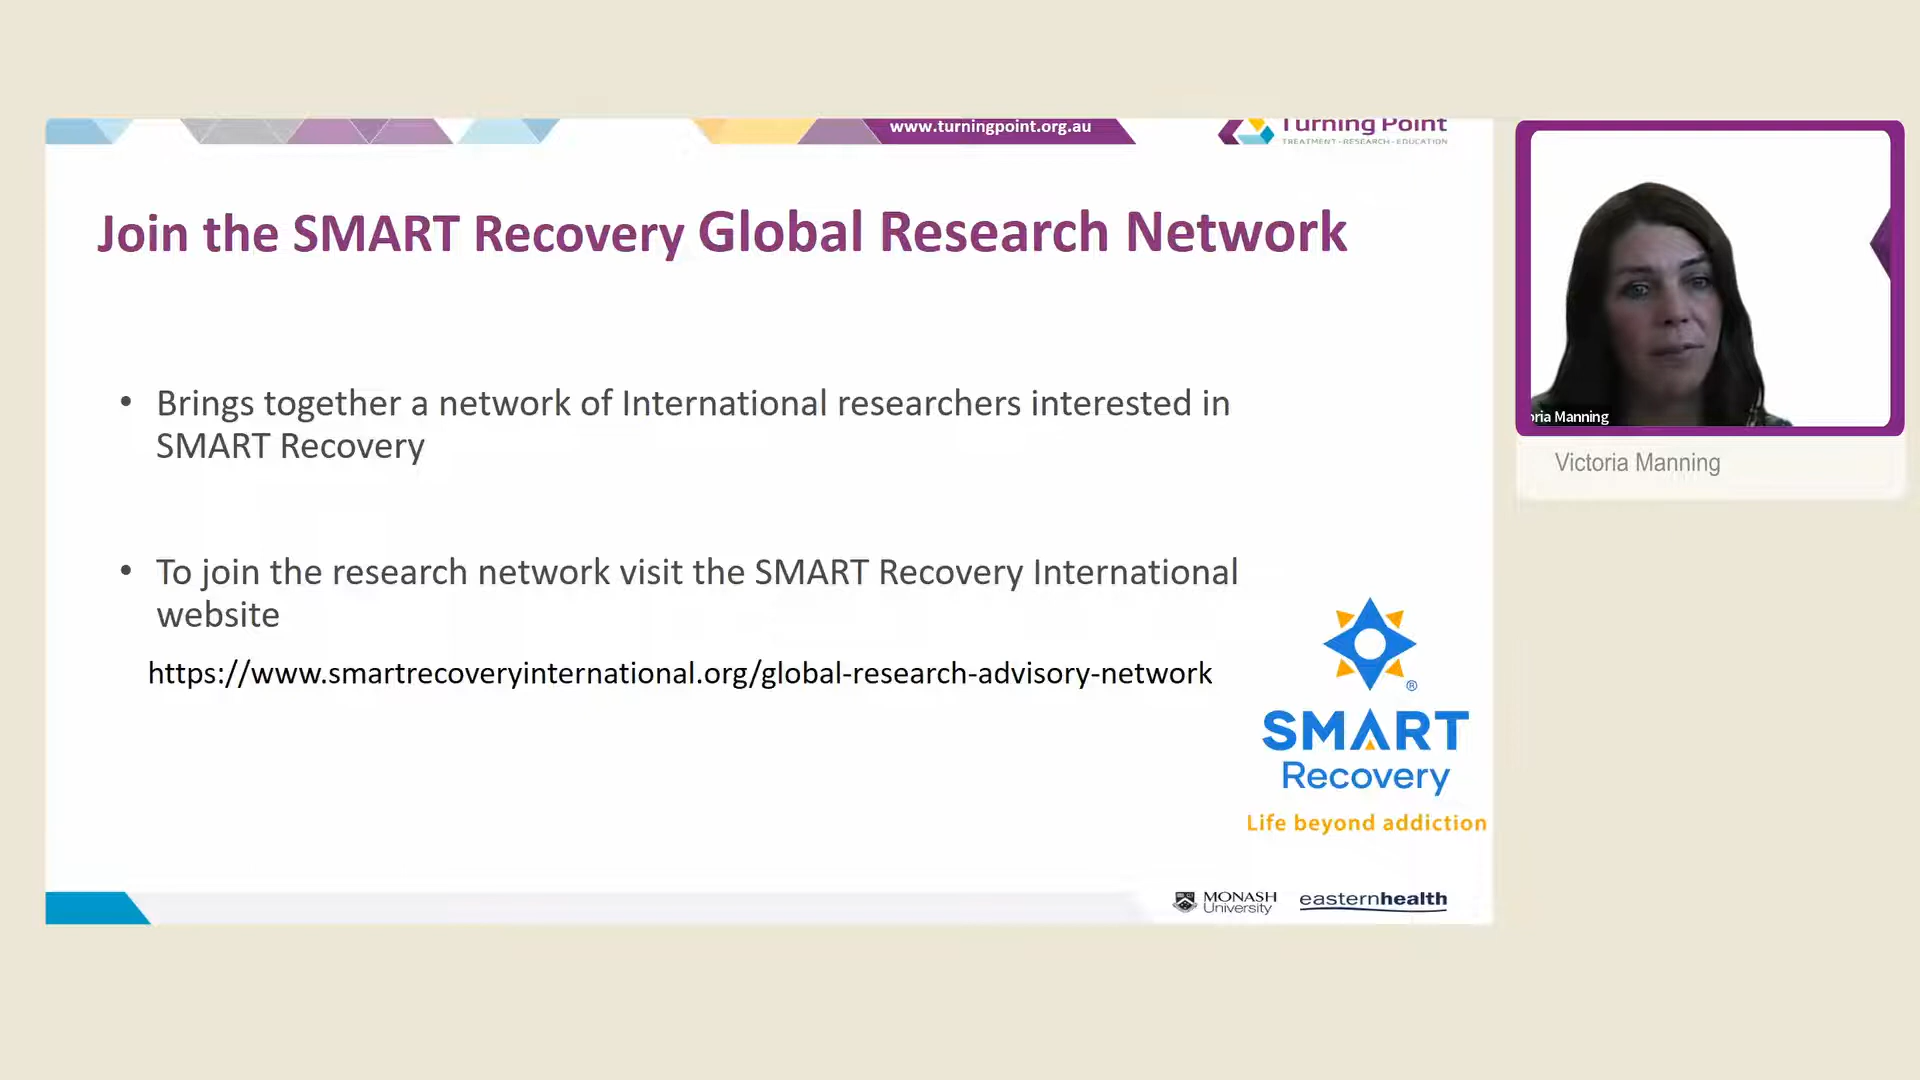 www.turningpoint.org.au
Turning Point
TREATMENT • RESEARCH • EDUCATION
Join the SMART Recovery Global Research Network
• Brings together a network of International researchers interested in
SMART Recovery
• To join the research network visit the SMART Recovery International
website
https://www.smartrecoveryinternational.org/global-research-advisory-network
®
SMART
Recovery
Life beyond addiction
MONASH
University
easternhealth
oria Manning
Victoria Manning